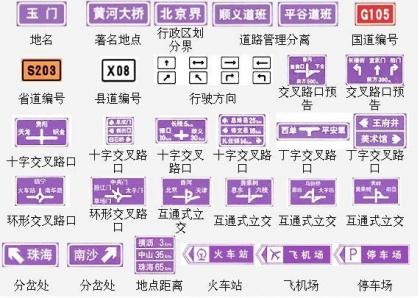 玉门 黄河大桥 北京界 顺义道班 平谷道班 G105
地名 著名地点 行政区划分界 道路管理分离 国道编号
S203 X08
省道编号 县道编号 行驶方向 交叉路口预告 交叉路口预告
西单 平安里 王府井
美术馆
十字交叉路口 十字交叉路口 十字交叉路口 十字交叉路口 丁字交叉路口 丁字交叉路口
环形交叉路口 环形交叉路口 互通式立交 互通式立交 互通式立交 互通式立交
珠海 南沙 横沥 3km 火车站 飞机场 P 停车场
中山 35km
珠海 65km
分岔处 分岔处 地点距离 火车站 飞机场 停车场